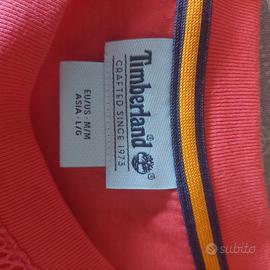 Timberland
CRAFTED SINCE 1973
EU/US : M/M
ASIA : L/G
subito